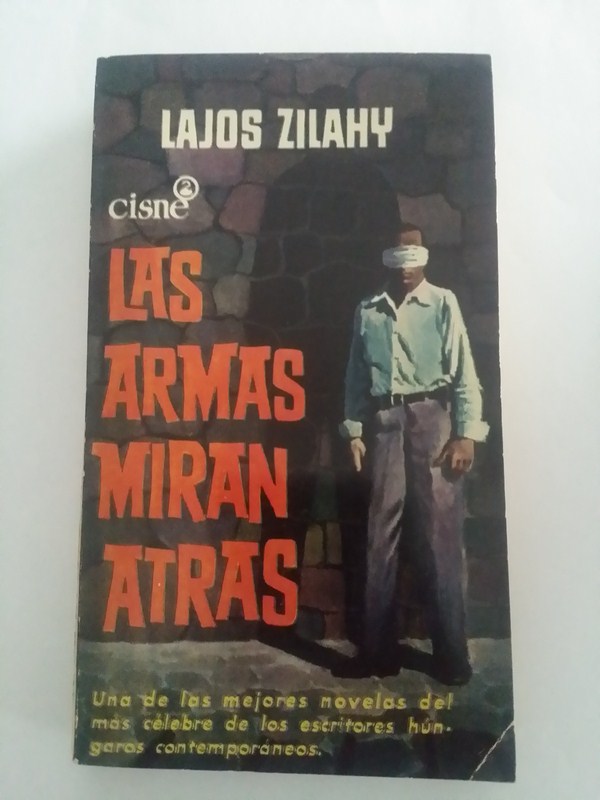 LAJOS ZILAHY
2
cisne
LAS
ARMAS
MIRAN
ATRAS
Una de las mejores novelas del
más célebre de los escritores hún-
garos contemporáneos.